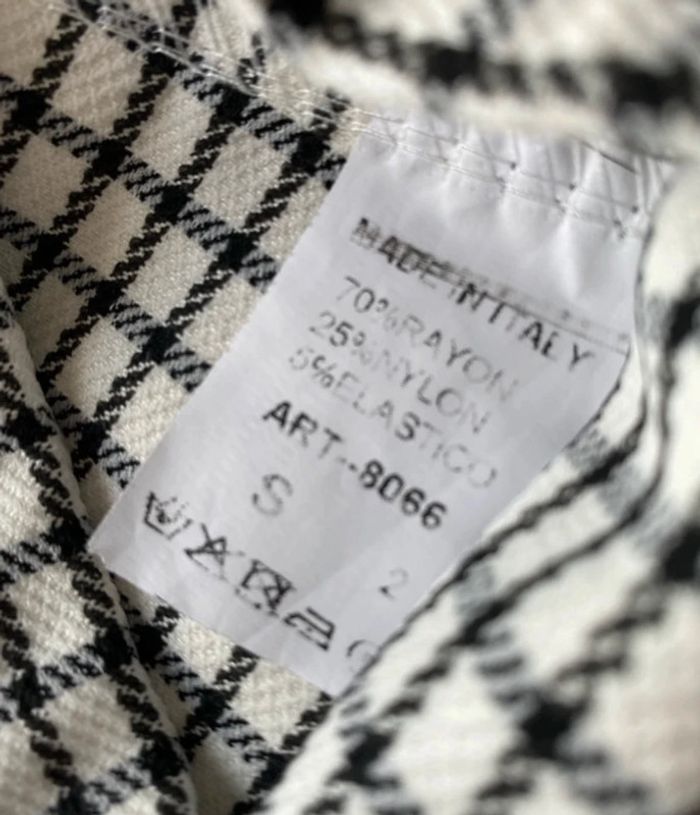 MADE IN ITALY
70%RAYON
25%NYLON
5%ELASTICO
ART--8066
S
2